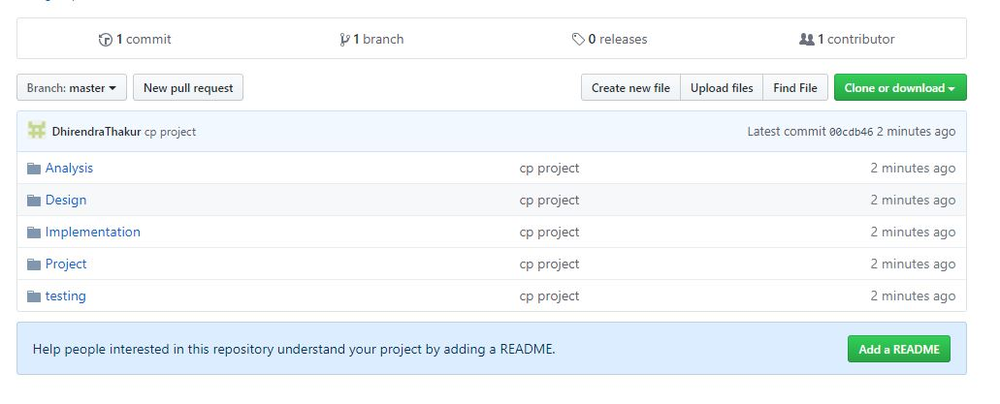 1 commit 1 branch 0 releases 1 contributor
Branch: master New pull request Create new file Upload files Find File Clone or download
DhirendraThakur cp project Latest commit 00cdb46 2 minutes ago
Analysis cp project 2 minutes ago
Design cp project 2 minutes ago
Implementation cp project 2 minutes ago
Project cp project 2 minutes ago
testing cp project 2 minutes ago
Help people interested in this repository understand your project by adding a README. Add a README